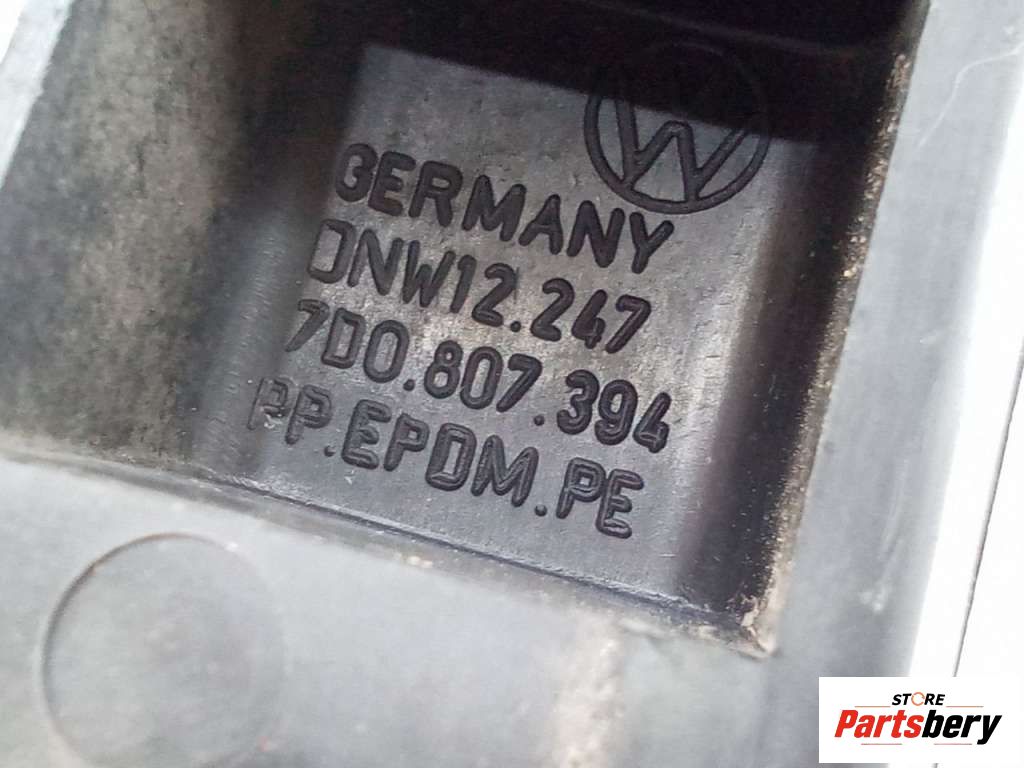 GERMANY
DNW12.247
7D0.807.394
PP.EPDM.PE
STORE
Partsbery